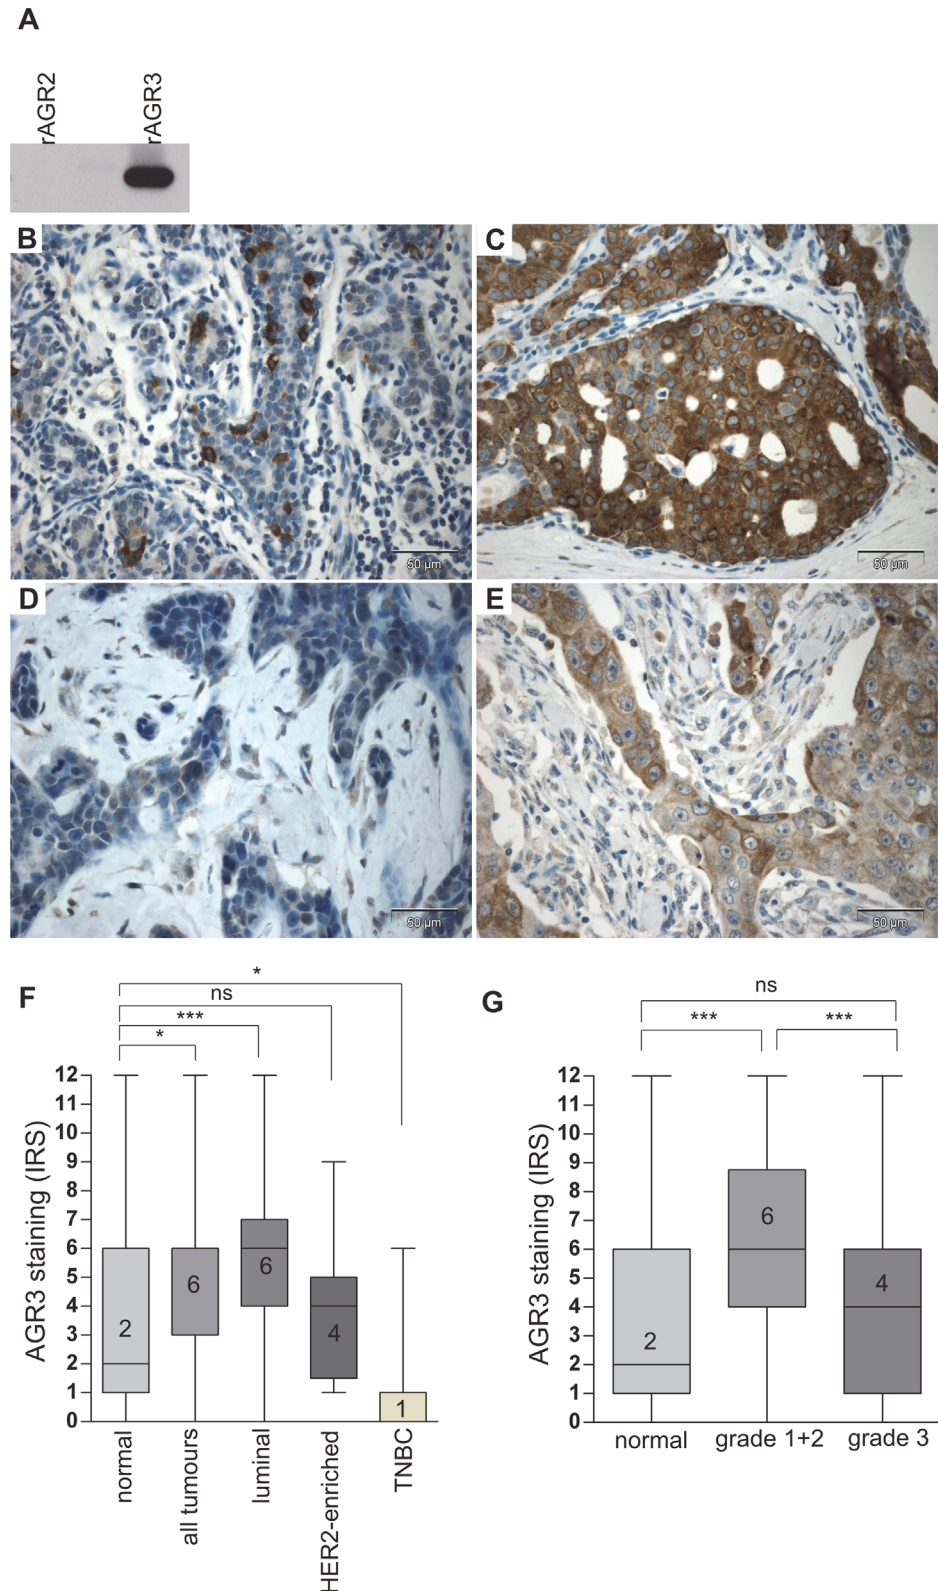 A
rAGR2
rAGR3
B
50 µm
C
50 µm
D
50 µm
E
50 µm
F
*
ns
***
*
AGR3 staining (IRS)
12
11
10
9
8
7
6
5
4
3
2
1
0
2
6
6
4
1
normal
all tumours
luminal
HER2-enriched
TNBC
G
ns
***
***
AGR3 staining (IRS)
12
11
10
9
8
7
6
5
4
3
2
1
0
2
6
4
normal
grade 1+2
grade 3